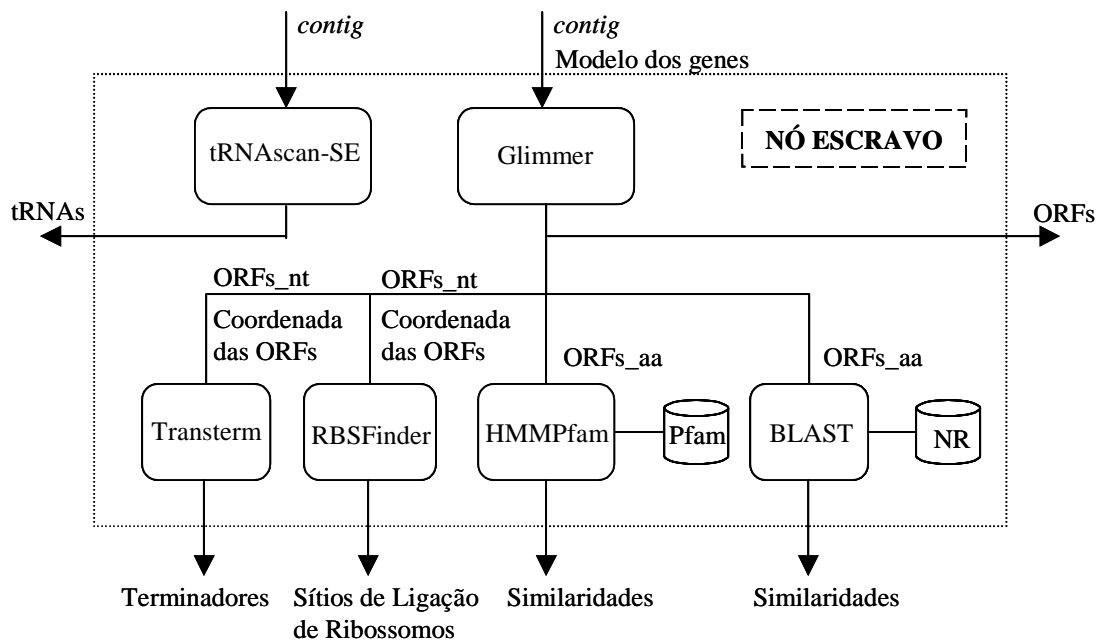 contig
contig
Modelo dos genes
tRNAscan-SE
Glimmer
NÓ ESCRAVO
tRNAs
ORFs
ORFs_nt
ORFs_nt
Coordenada
das ORFs
Coordenada
das ORFs
ORFs_aa
ORFs_aa
Transterm
RBSFinder
HMMPfam
Pfam
BLAST
NR
Terminadores
Sítios de Ligação
de Ribossomos
Similaridades
Similaridades